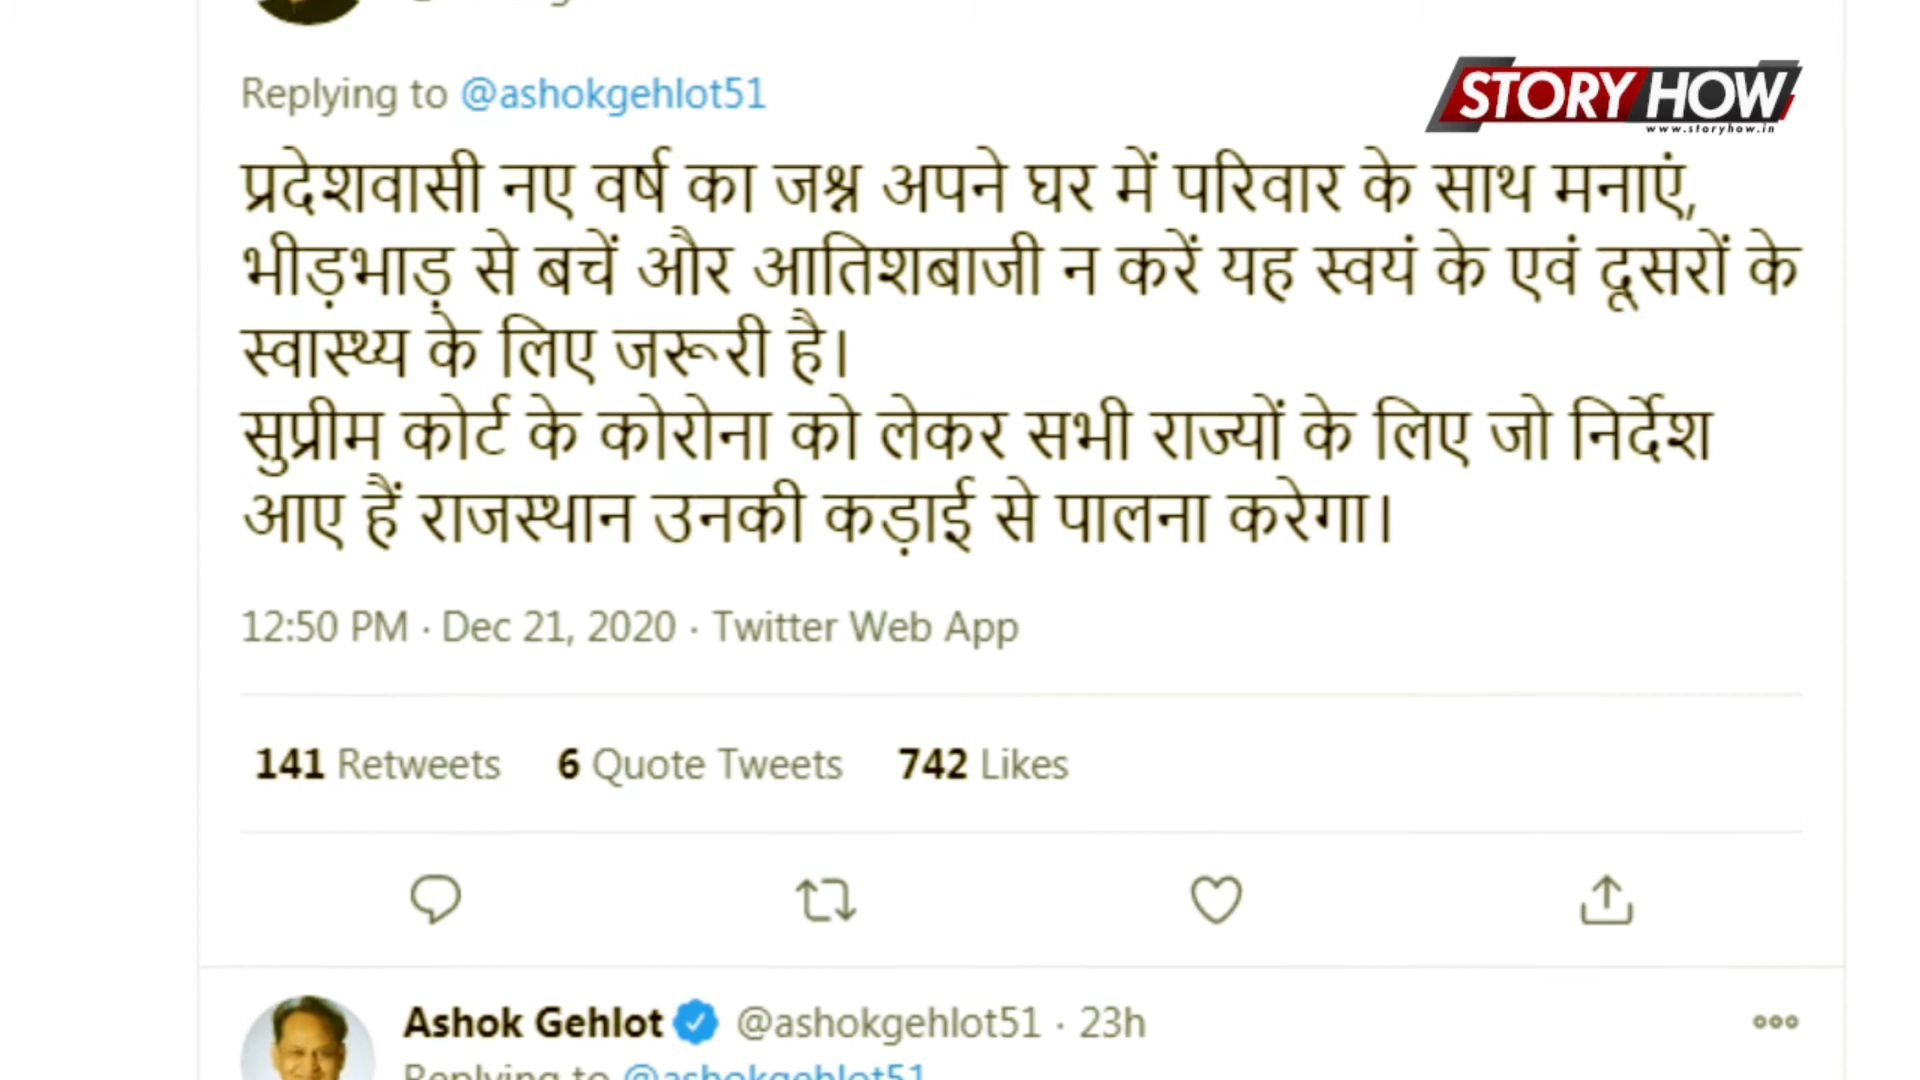 Replying to @ashokgehlot51
STORY HOW
www.storyhow.in
प्रदेशवासी नए वर्ष का जश्न अपने घर में परिवार के साथ मनाएं,
भीड़भाड़ से बचें और आतिशबाजी न करें यह स्वयं के एवं दूसरों के
स्वास्थ्य के लिए जरूरी है।
सुप्रीम कोर्ट के कोरोना को लेकर सभी राज्यों के लिए जो निर्देश
आए हैं राजस्थान उनकी कड़ाई से पालना करेगा।
12:50 PM · Dec 21, 2020 · Twitter Web App
141 Retweets 6 Quote Tweets 742 Likes
Ashok Gehlot @ashokgehlot51 · 23h
Replying to @ashokgehlot51